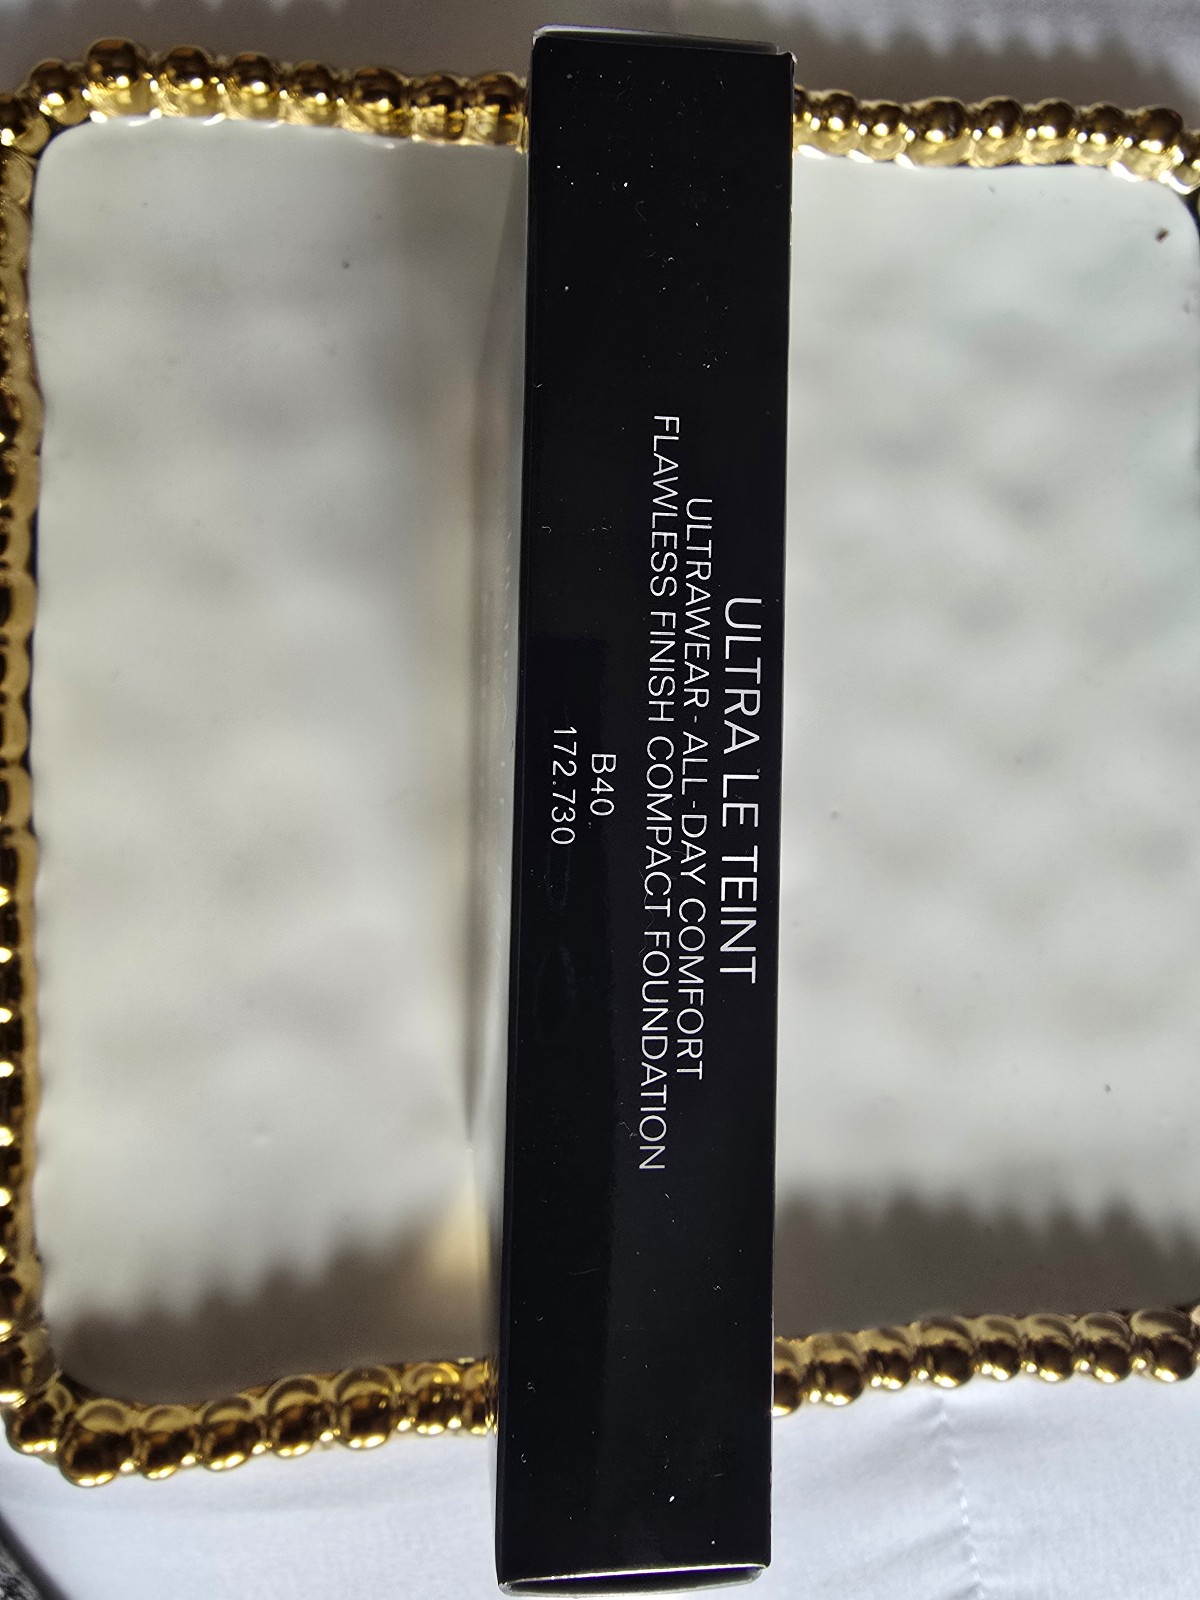 ULTRA LE TEINT
ULTRAWEAR - ALL - DAY COMFORT
FLAWLESS FINISH COMPACT FOUNDATION
B40
172.730